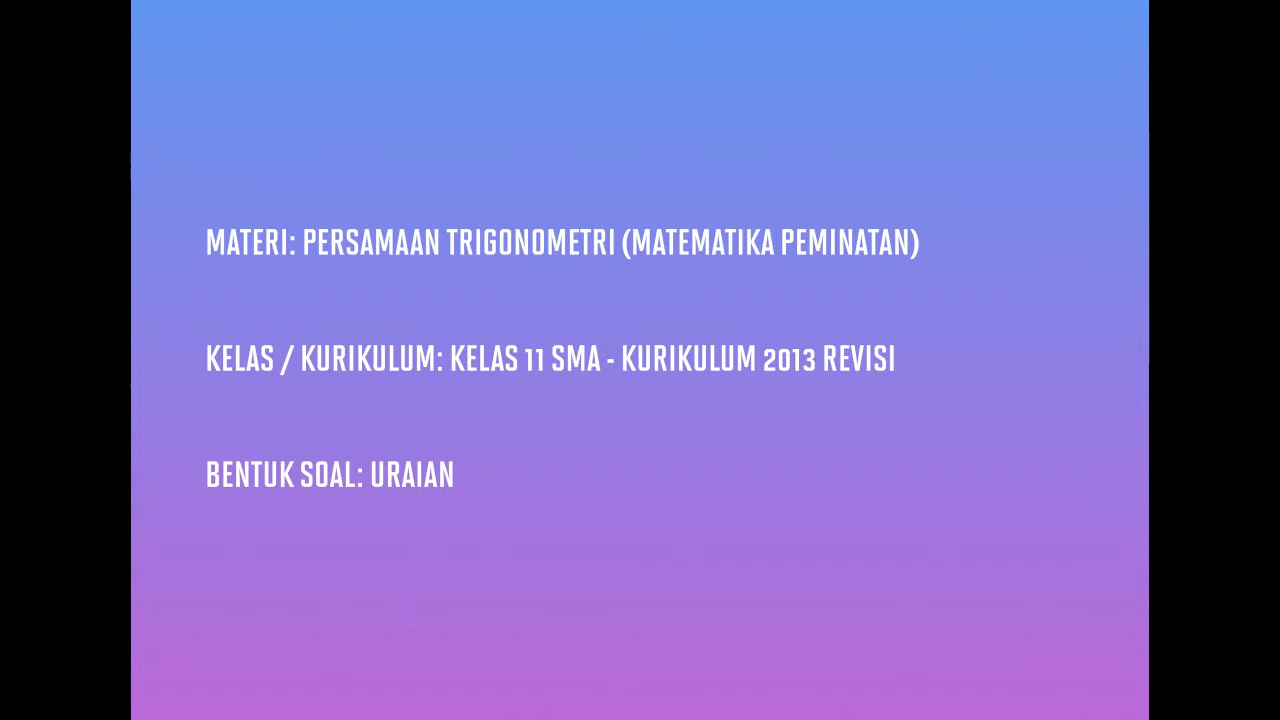 MATERI: PERSAMAAN TRIGONOMETRI (MATEMATIKA PEMINATAN)
KELAS / KURIKULUM: KELAS 11 SMA - KURIKULUM 2013 REVISI
BENTUK SOAL: URAIAN